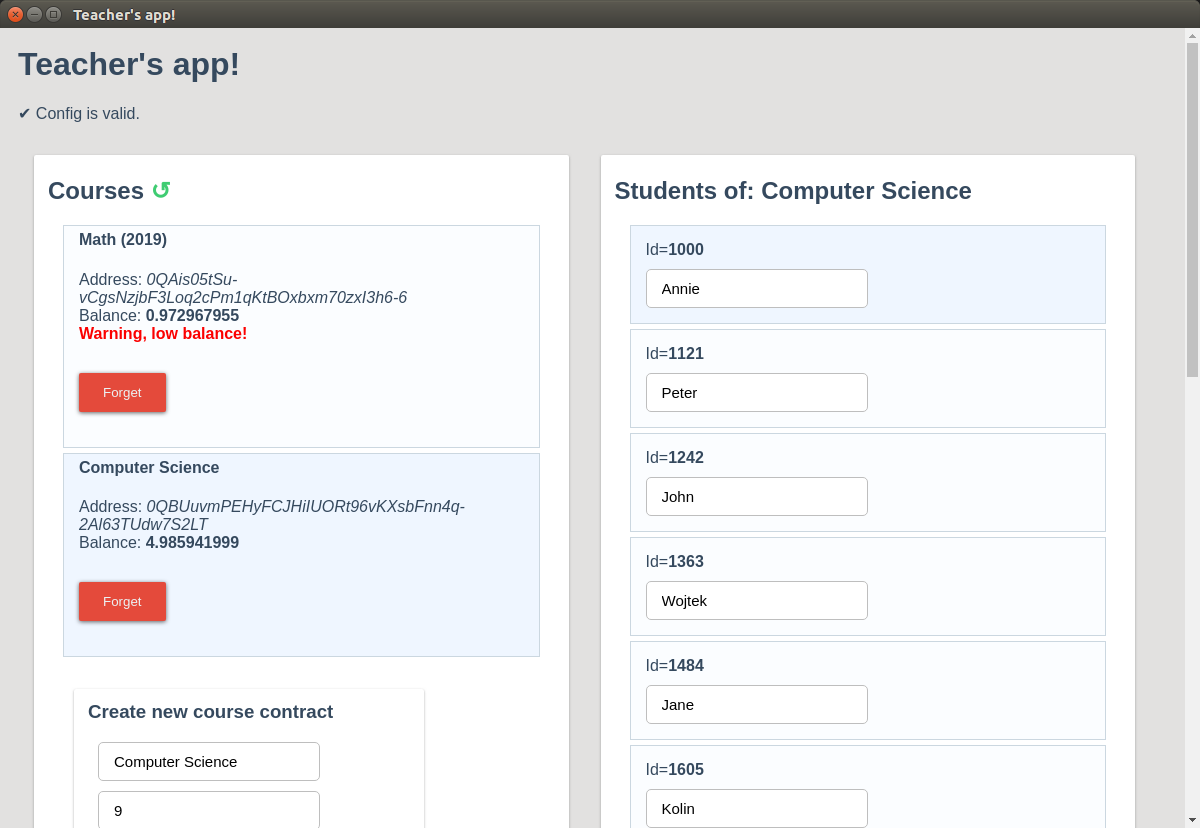 Teacher's app!
Teacher's app!
✔ Config is valid.
Courses ↺
Math (2019)
Address: 0QAis05tSu-
vCgsNzjbF3Loq2cPm1qKtBOxbxm70zxI3h6-6
Balance: 0.972967955
Warning, low balance!
Forget
Computer Science
Address: 0QBUuvmPEHyFCJHiIUORt96vKXsbFnn4q-
2Al63TUdw7S2LT
Balance: 4.985941999
Forget
Create new course contract
Computer Science
9
Students of: Computer Science
Id=1000
Annie
Id=1121
Peter
Id=1242
John
Id=1363
Wojtek
Id=1484
Jane
Id=1605
Kolin